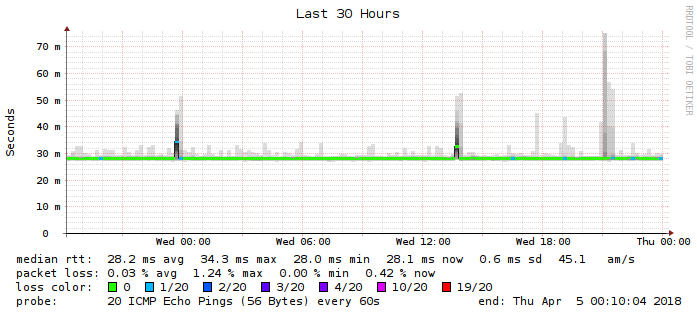 Last 30 Hours
RRDTOOL / TOBI OETIKER
Seconds
70 m
60 m
50 m
40 m
30 m
20 m
10 m
0
Wed 00:00 Wed 06:00 Wed 12:00 Wed 18:00 Thu 00:00
median rtt: 28.2 ms avg 34.3 ms max 28.0 ms min 28.1 ms now 0.6 ms sd 45.1 am/s
packet loss: 0.03 % avg 1.24 % max 0.00 % min 0.42 % now
loss color: 0 1/20 2/20 3/20 4/20 10/20 19/20
probe: 20 ICMP Echo Pings (56 Bytes) every 60s end: Thu Apr 5 00:10:04 2018